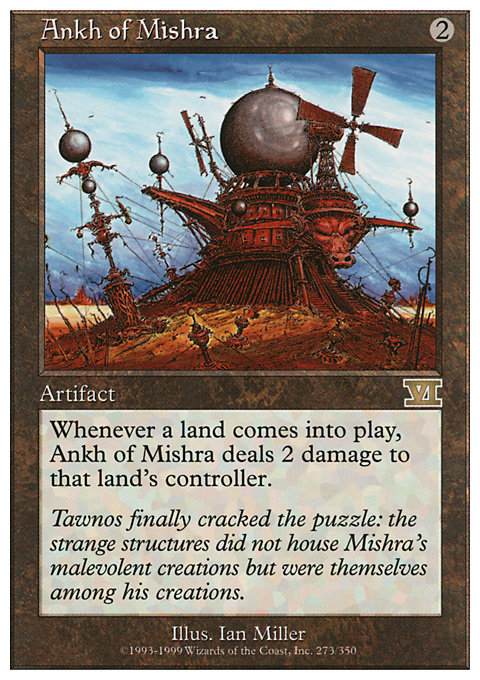 Ankh of Mishra
2
Artifact
VI
Whenever a land comes into play,
Ankh of Mishra deals 2 damage to
that land's controller.
Tawnos finally cracked the puzzle: the
strange structures did not house Mishra's
malevolent creations but were themselves
among his creations.
Illus. Ian Miller
©1993-1999 Wizards of the Coast, Inc. 273/350